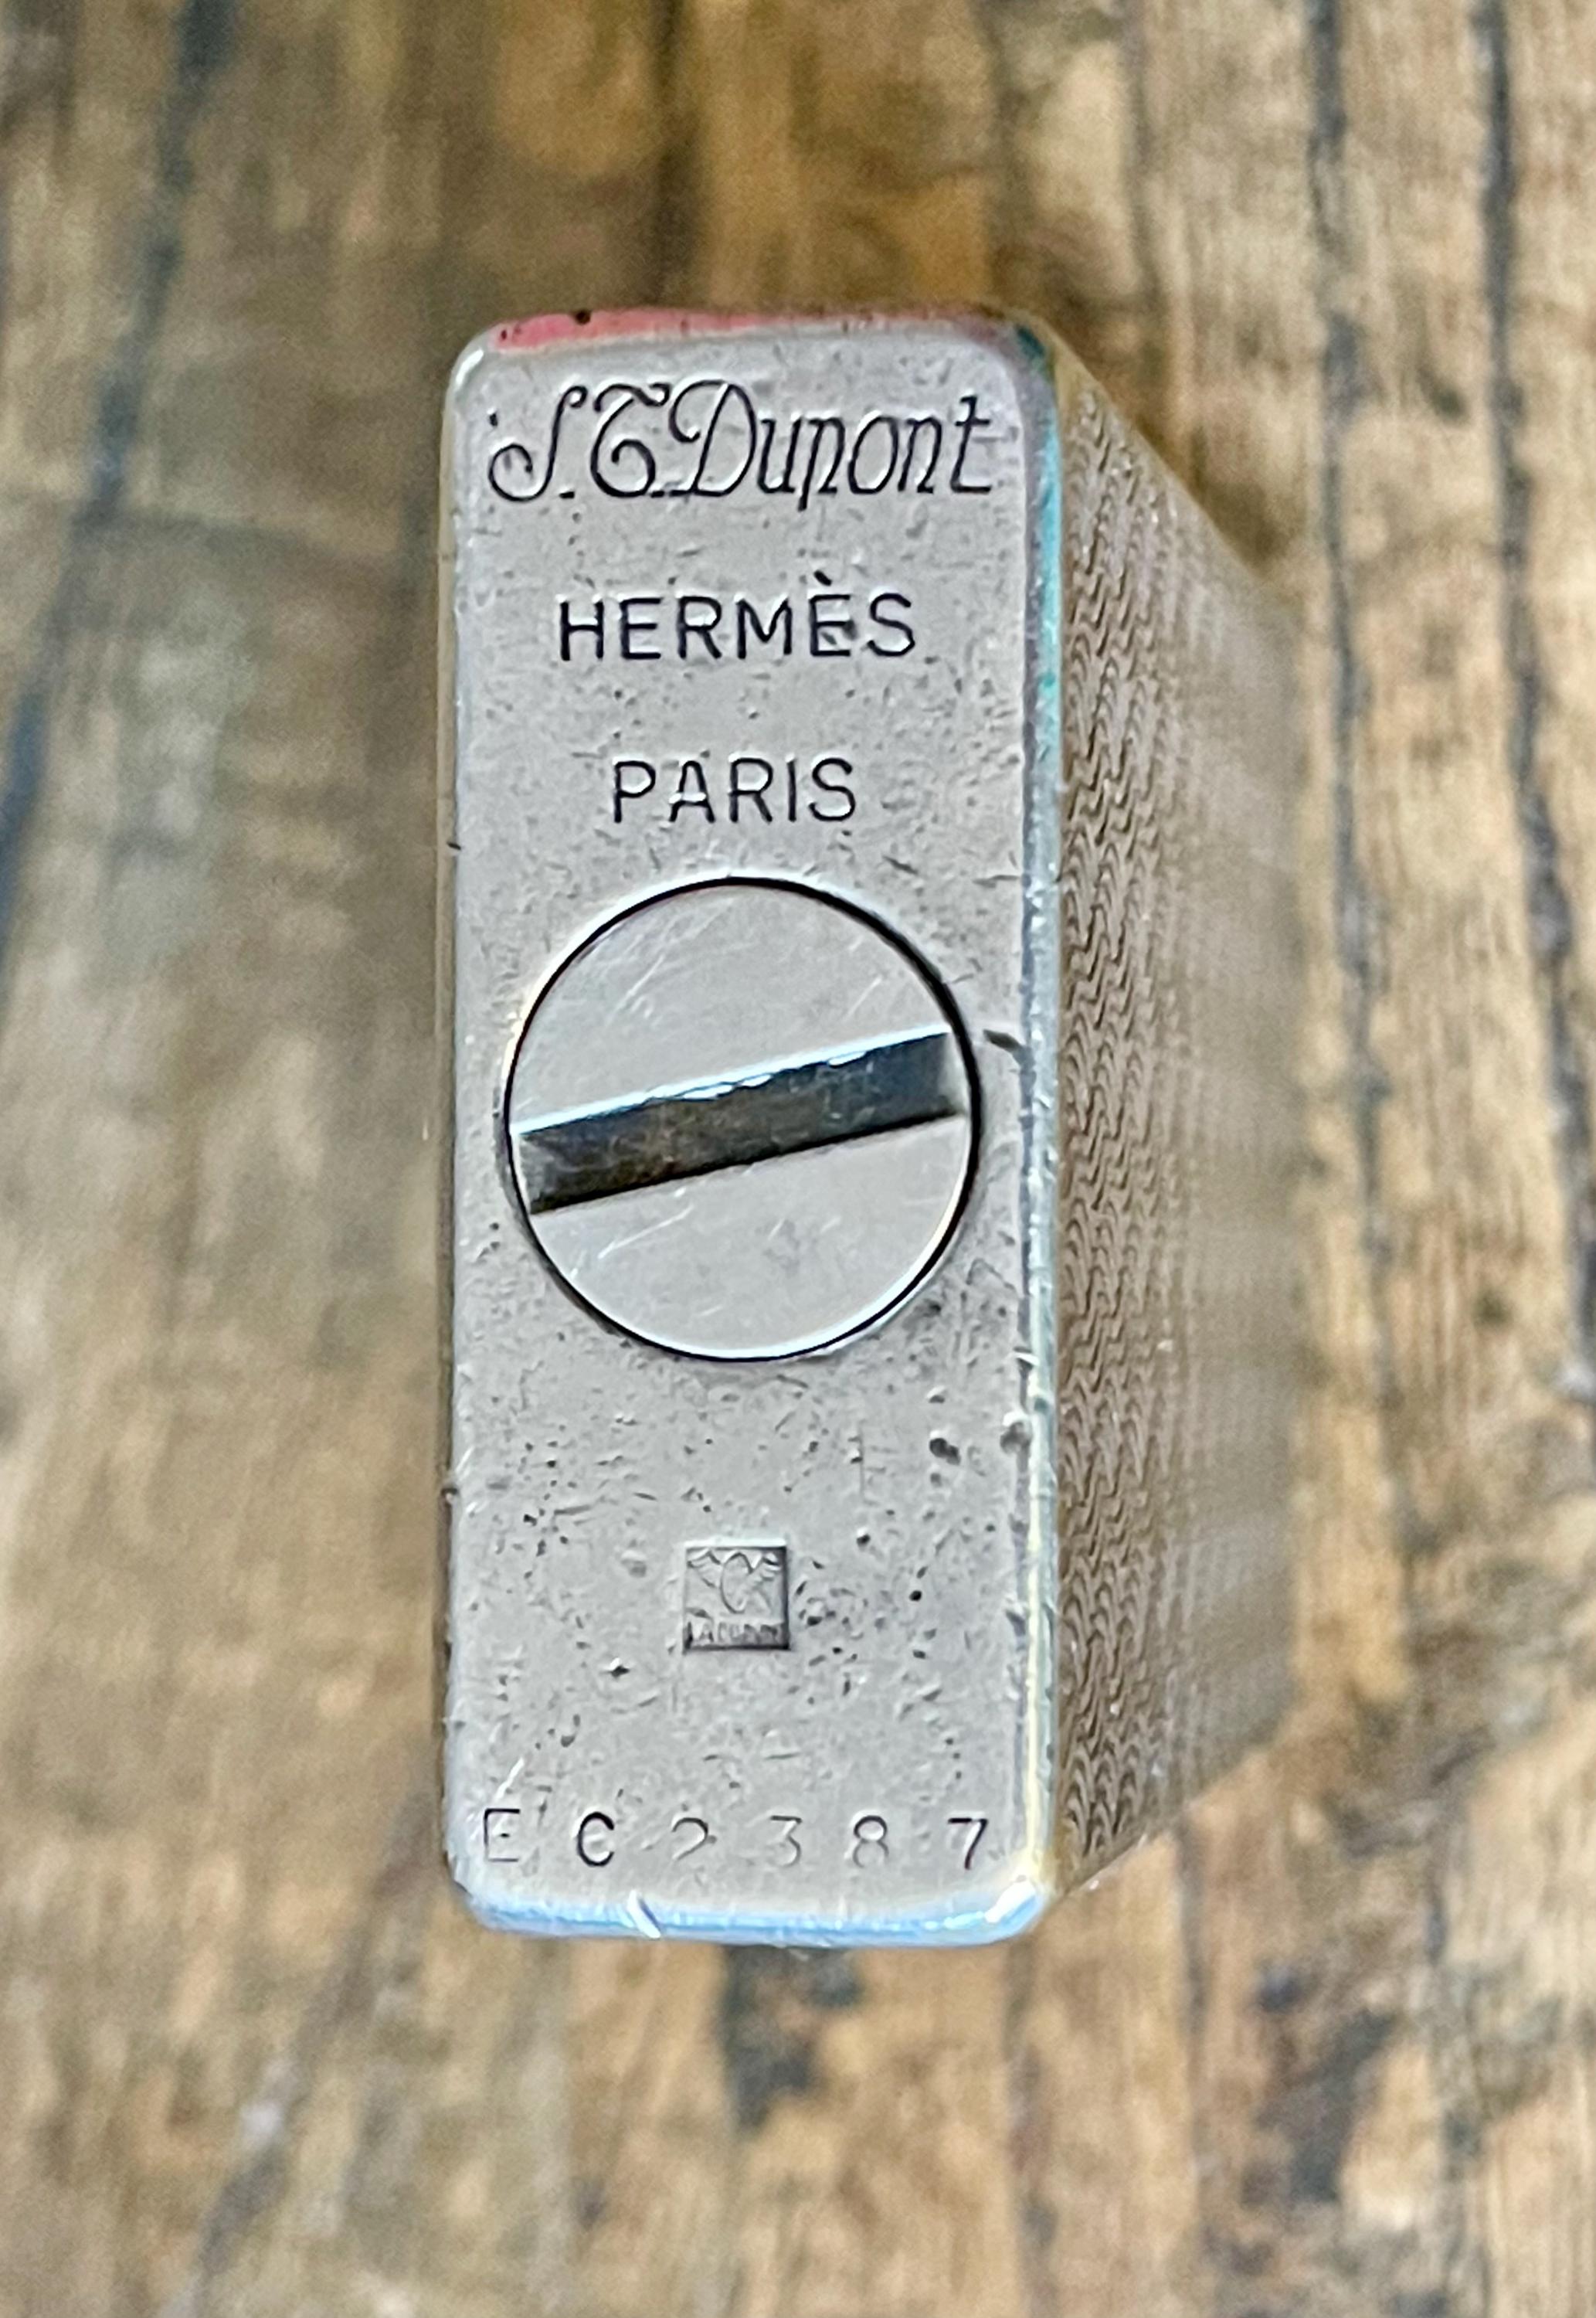 S.T.Dupont
HERMÈS
PARIS
EC2387